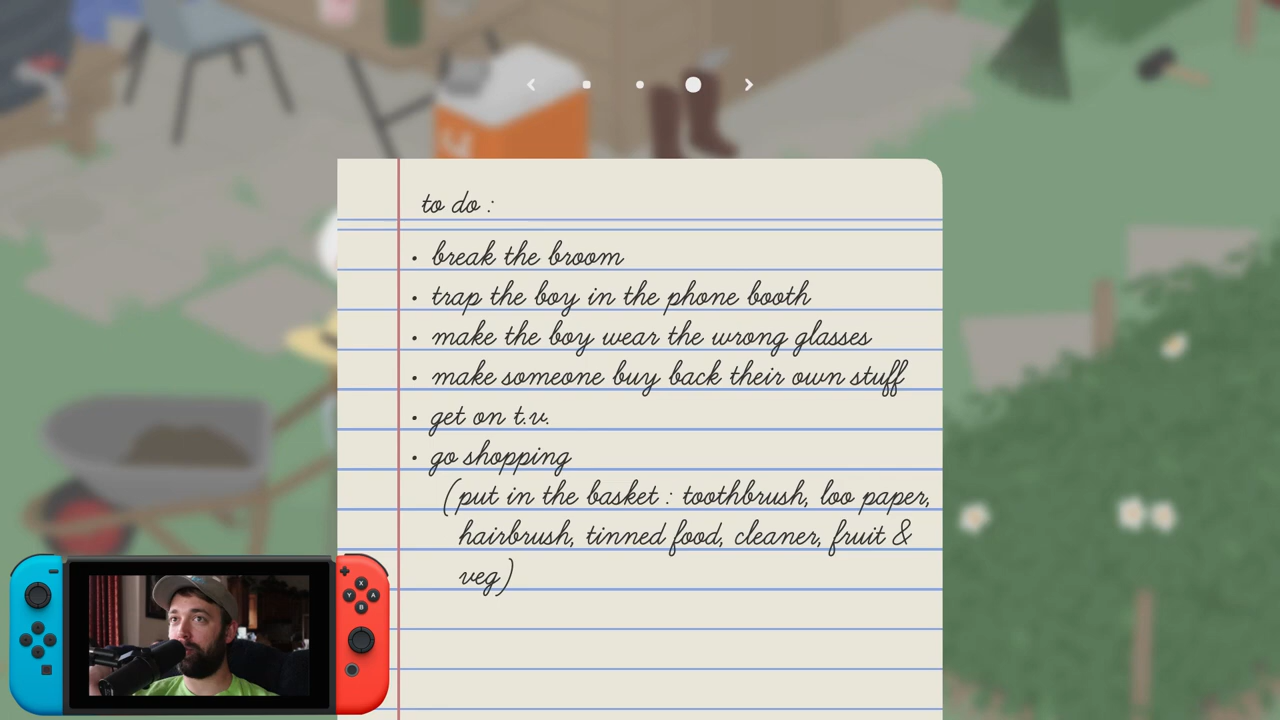 to do :
• break the broom
• trap the boy in the phone booth
• make the boy wear the wrong glasses
• make someone buy back their own stuff
• get on t.v.
• go shopping
(put in the basket : toothbrush, loo paper,
hairbrush, tinned food, cleaner, fruit &
veg)
X
Y A
B